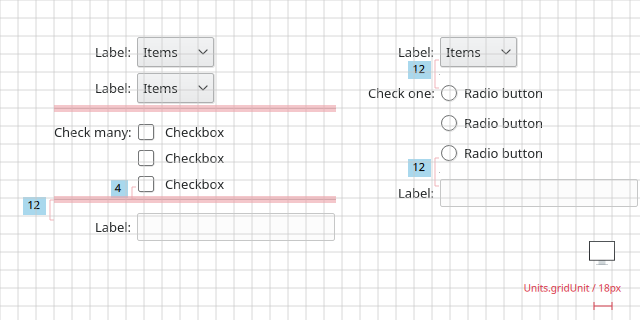 Label: Items
Label: Items
Check many: Checkbox
Checkbox
4 Checkbox
12
Label:
Label: Items
12
Check one: Radio button
Radio button
Radio button
12
Label:
Units.gridUnit / 18px